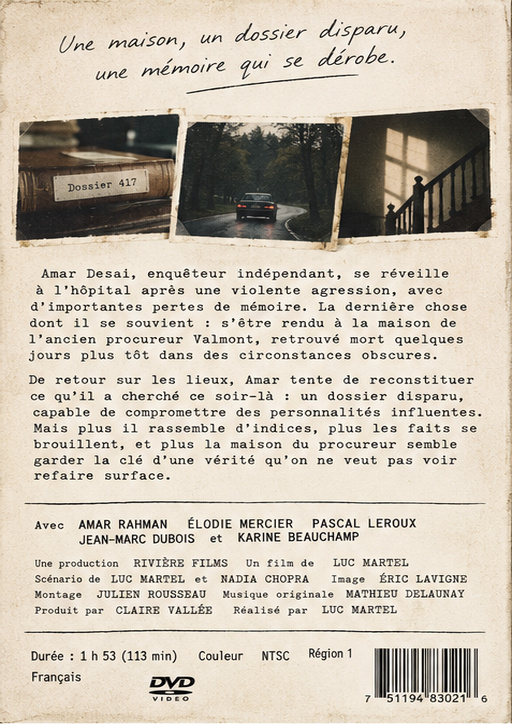 Une maison, un dossier disparu,
une mémoire qui se dérobe.
Dossier 417
Amar Desai, enquêteur indépendant, se réveille
à l'hôpital après une violente agression, avec
d'importantes pertes de mémoire. La dernière chose
dont il se souvient : s'être rendu à la maison de
l'ancien procureur Valmont, retrouvé mort quelques
jours plus tôt dans des circonstances obscures.
De retour sur les lieux, Amar tente de reconstituer
ce qu'il a cherché ce soir-là : un dossier disparu,
capable de compromettre des personnalités influentes.
Mais plus il rassemble d'indices, plus les faits se
brouillent, et plus la maison du procureur semble
garder la clé d'une vérité qu'on ne veut pas voir
refaire surface.
Avec AMAR RAHMAN ÉLODIE MERCIER PASCAL LEROUX
JEAN-MARC DUBOIS et KARINE BEAUCHAMP
Une production RIVIÈRE FILMS Un film de LUC MARTEL
Scénario de LUC MARTEL et NADIA CHOPRA Image ÉRIC LAVIGNE
Montage JULIEN ROUSSEAU Musique originale MATHIEU DELAUNAY
Produit par CLAIRE VALLÉE Réalisé par LUC MARTEL
Durée : 1 h 53 (113 min) Couleur NTSC Région 1
Français
DVD
VIDEO
7 51194 83021 6